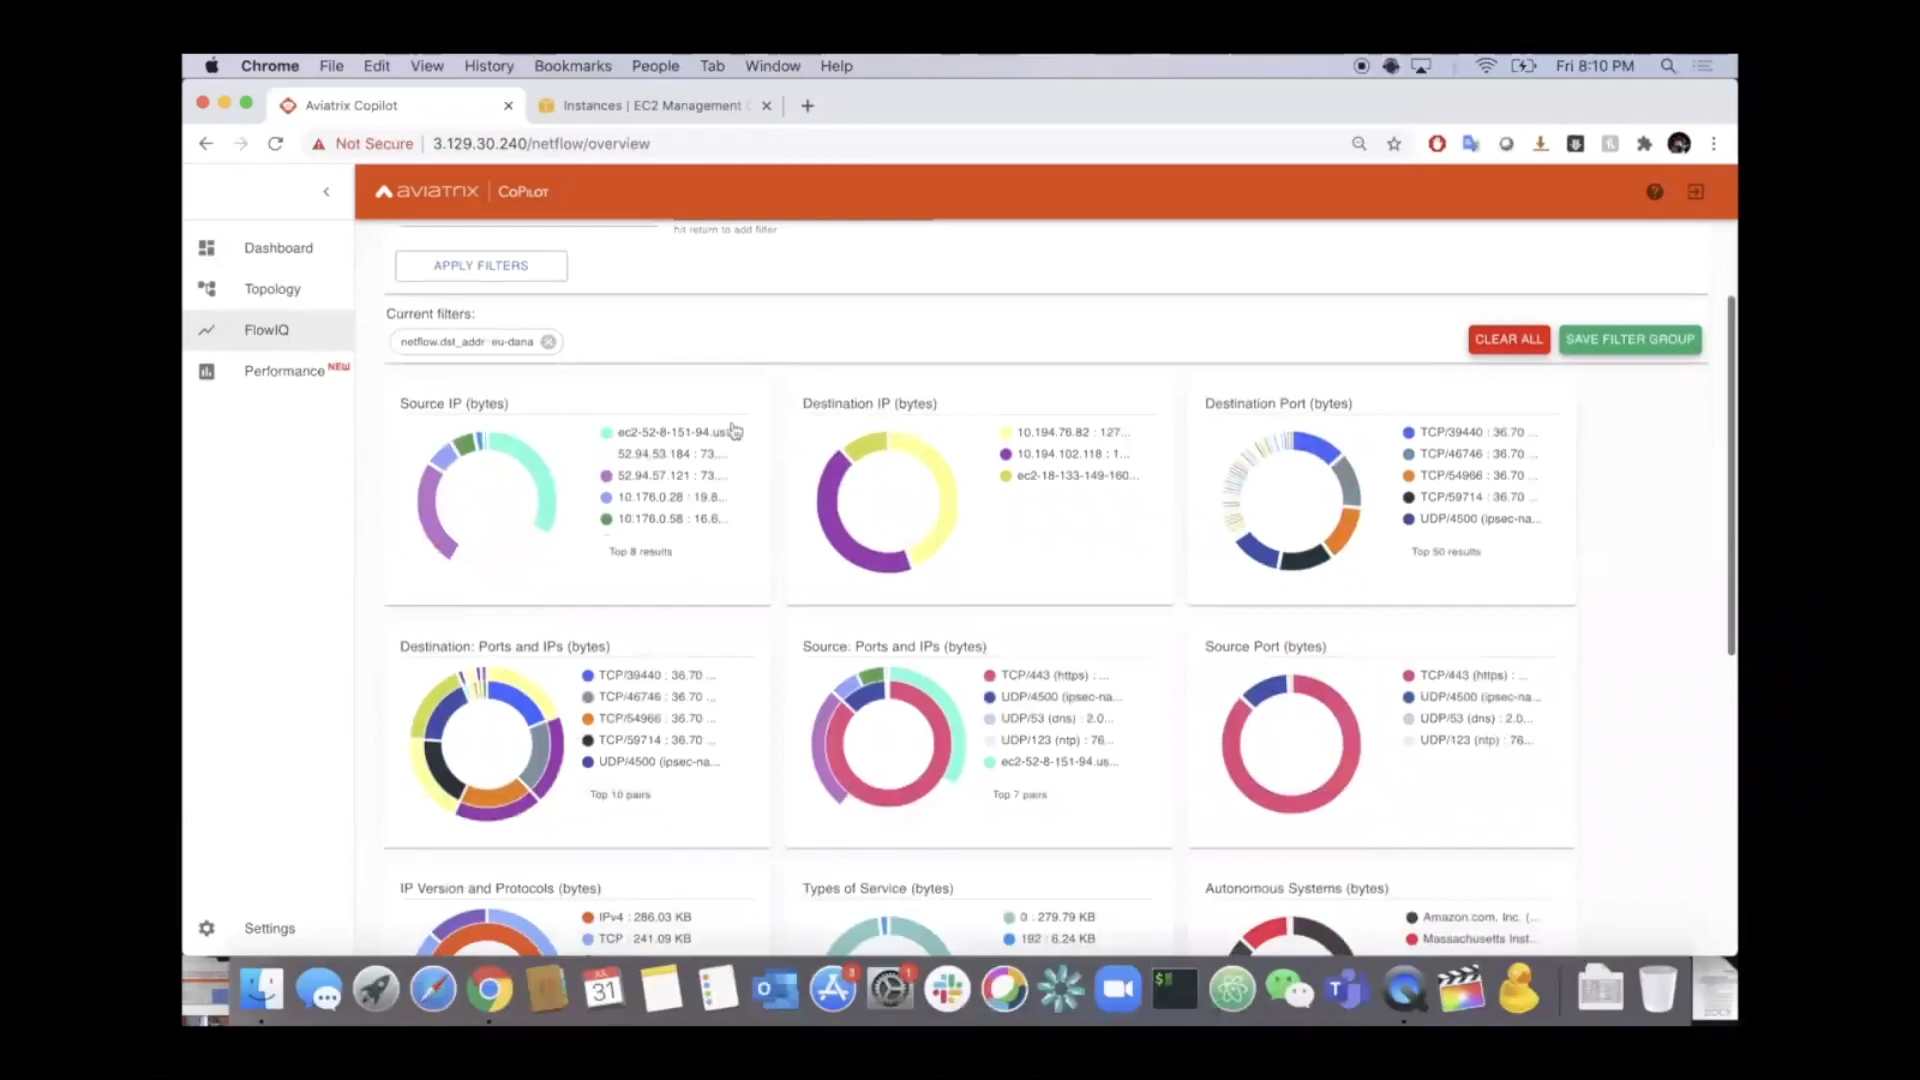 Chrome File Edit View History Bookmarks People Tab Window Help Fri 8:10 PM
Aviatrix Copilot Instances | EC2 Management
Not Secure 3.129.30.240/netflow/overview
aviatrix | CoPilot
hit return to add filter
Dashboard
Topology
FlowIQ
Performance NEW
Settings
APPLY FILTERS
Current filters:
netflow.dst_addr eu-dana
CLEAR ALL
SAVE FILTER GROUP
Source IP (bytes)
ec2-52-8-151-94.us
52.94.53.184 : 73....
52.94.57.121 : 73....
10.176.0.28 : 19.8...
10.176.0.58 : 16.6...
Top 8 results
Destination IP (bytes)
10.194.76.82 : 127...
10.194.102.118 : 1...
ec2-18-133-149-160...
Destination Port (bytes)
TCP/39440 : 36.70 ...
TCP/46746 : 36.70 ...
TCP/54966 : 36.70 ...
TCP/59714 : 36.70 ...
UDP/4500 (ipsec-na...
Top 50 results
Destination: Ports and IPs (bytes)
TCP/39440 : 36.70 ...
TCP/46746 : 36.70 ...
TCP/54966 : 36.70 ...
TCP/59714 : 36.70 ...
UDP/4500 (ipsec-na...
Top 10 pairs
Source: Ports and IPs (bytes)
TCP/443 (https) : ...
UDP/4500 (ipsec-na...
UDP/53 (dns) : 2.0...
UDP/123 (ntp) : 76...
ec2-52-8-151-94.us...
Top 7 pairs
Source Port (bytes)
TCP/443 (https) : ...
UDP/4500 (ipsec-na...
UDP/53 (dns) : 2.0...
UDP/123 (ntp) : 76...
IP Version and Protocols (bytes)
IPv4 : 286.03 KB
TCP : 241.09 KB
Types of Service (bytes)
0 : 279.79 KB
192 : 6.24 KB
Autonomous Systems (bytes)
Amazon.com, Inc. (...
Massachusetts Inst...
JUL
31
3
1